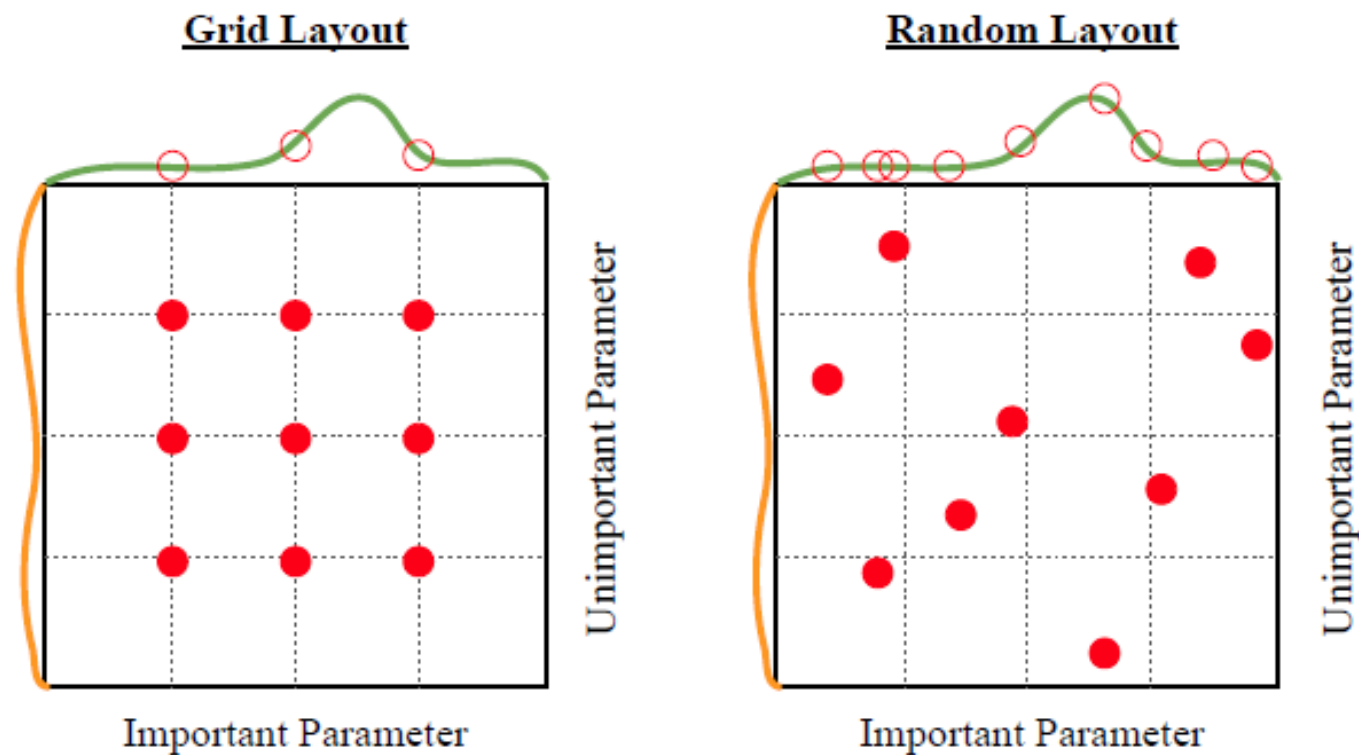 Grid Layout
Random Layout
Unimportant Parameter
Unimportant Parameter
Important Parameter
Important Parameter